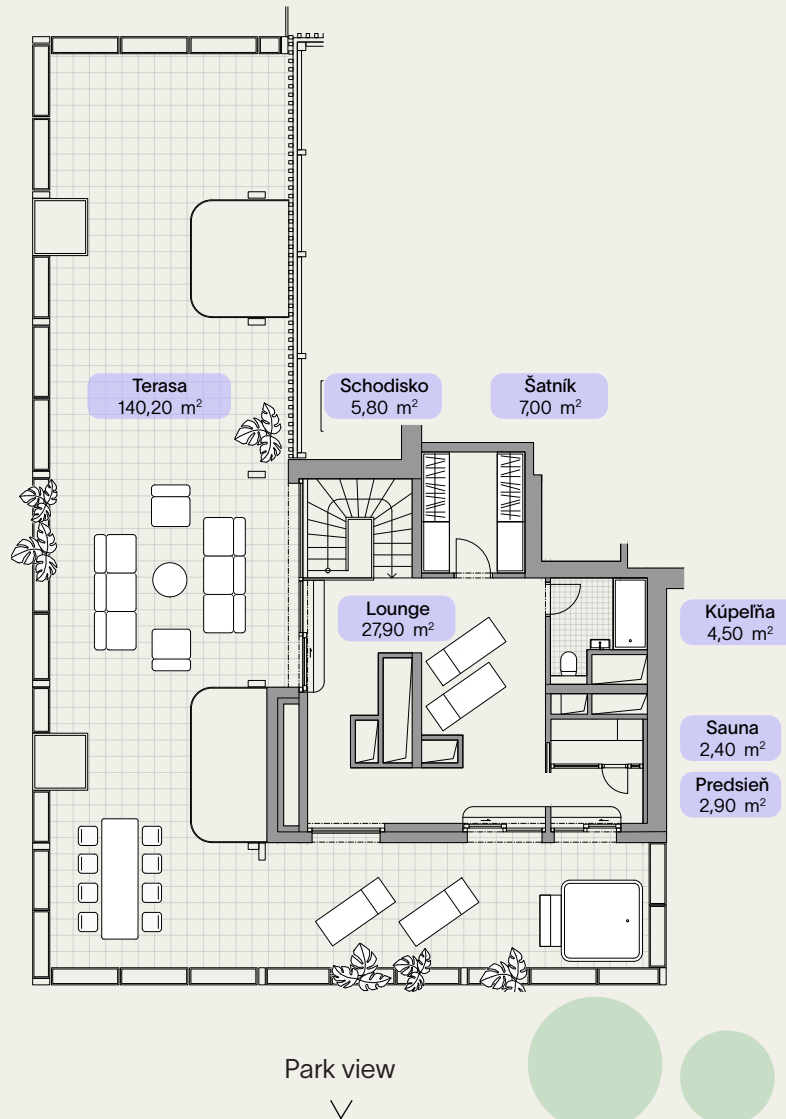 Terasa
140,20 m²
Schodisko
5,80 m²
Šatník
7,00 m²
Lounge
27,90 m²
Kúpeľňa
4,50 m²
Sauna
2,40 m²
Predsieň
2,90 m²
Park view